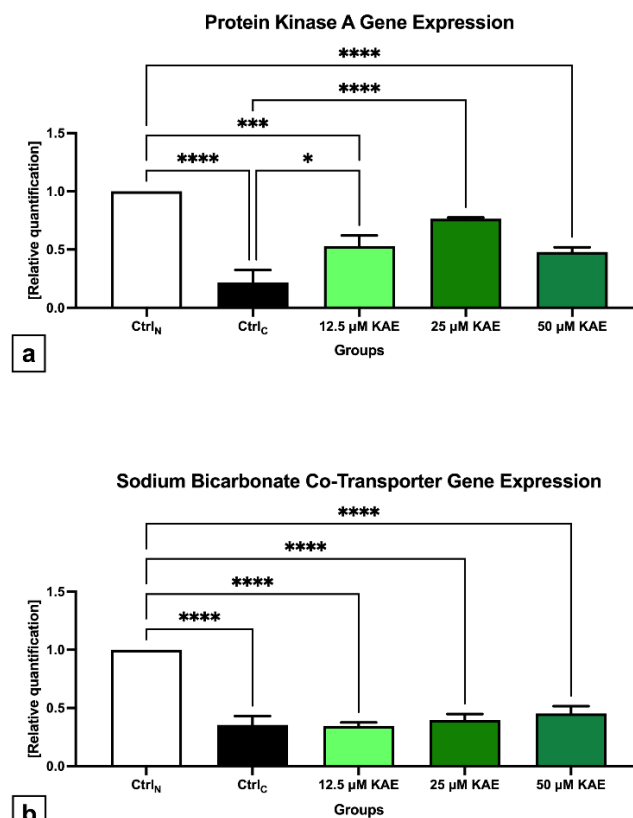 Protein Kinase A Gene Expression
****
****
***
**** *
[Relative quantification]
1.5
1.0
0.5
0.0
CtrlN CtrlC 12.5 µM KAE 25 µM KAE 50 µM KAE
Groups
a
Sodium Bicarbonate Co-Transporter Gene Expression
****
****
****
****
[Relative quantification]
1.5
1.0
0.5
0.0
CtrlN CtrlC 12.5 µM KAE 25 µM KAE 50 µM KAE
Groups
b